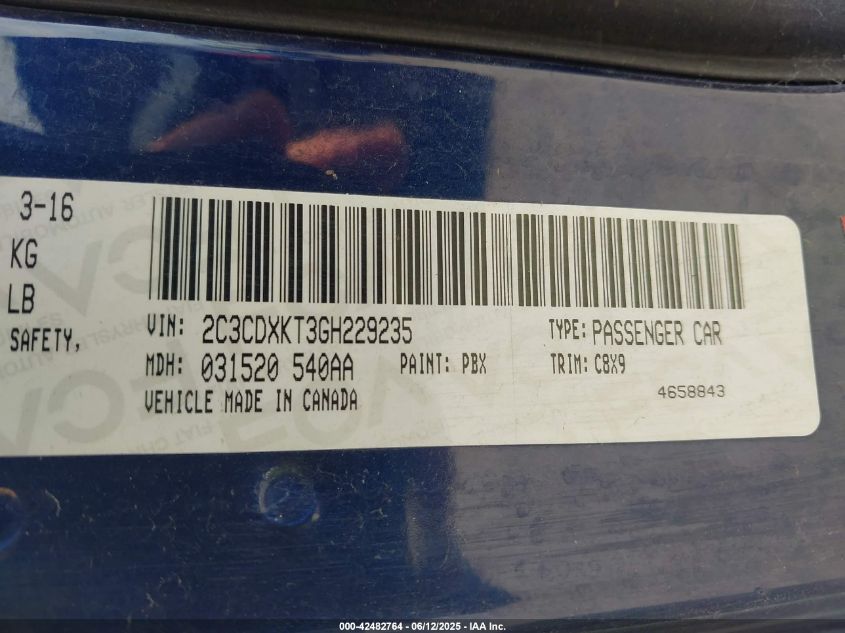 3-16
KG
LB
SAFETY,
VIN: 2C3CDXKT3GH229235 TYPE: PASSENGER CAR
MDH: 031520 540AA PAINT: PBX TRIM: C8X9
VEHICLE MADE IN CANADA 4658843
000-42482764 - 06/12/2025 - IAA Inc.